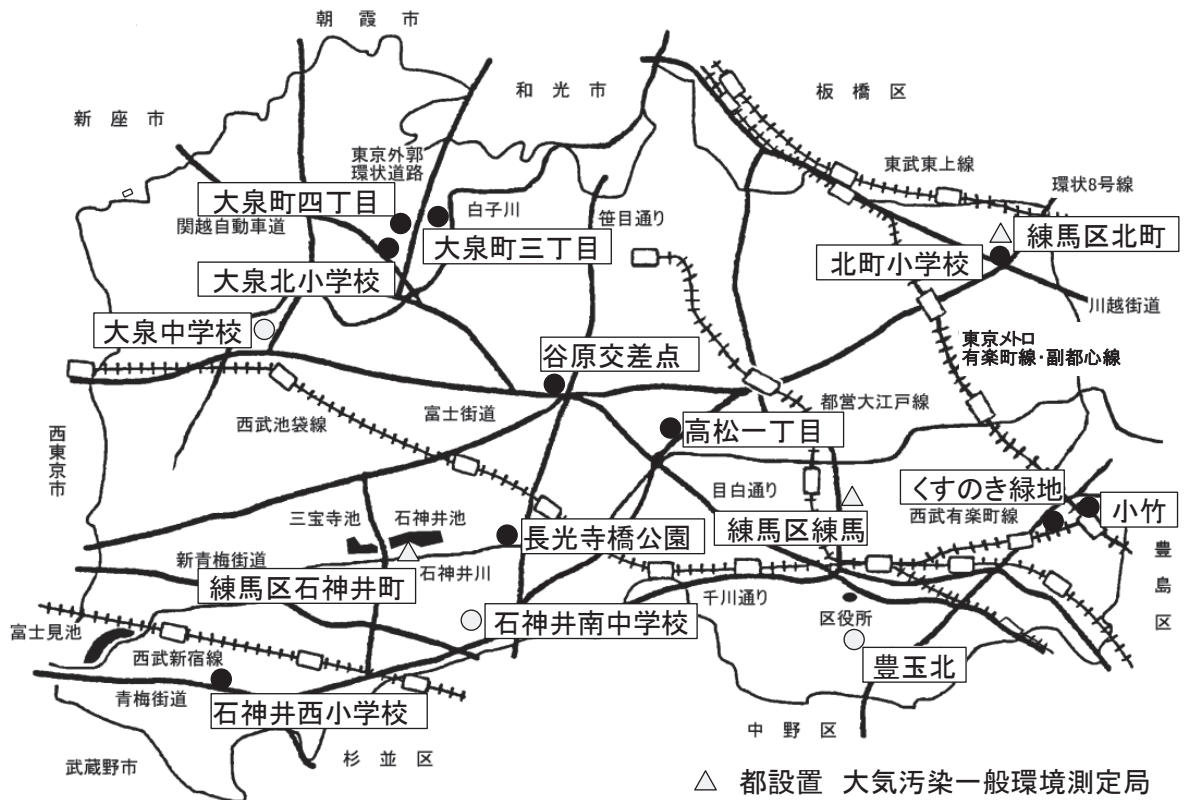 朝霞市
和光市
板橋区
新座市
東京外郭
環状道路
東武東上線
環状8号線
大泉町四丁目
白子川
笹目通り
関越自動車道
大泉町三丁目
北町小学校
練馬区北町
大泉北小学校
川越街道
大泉中学校
谷原交差点
東京メトロ
有楽町線・副都心線
富士街道
都営大江戸線
西武池袋線
高松一丁目
西東京市
目白通り
くすのき緑地
三宝寺池
石神井池
練馬区練馬
西武有楽町線
小竹
長光寺橋公園
新青梅街道
石神井川
豊島区
練馬区石神井町
千川通り
区役所
富士見池
石神井南中学校
西武新宿線
豊玉北
青梅街道
石神井西小学校
中野区
杉並区
武蔵野市
△ 都設置 大気汚染一般環境測定局